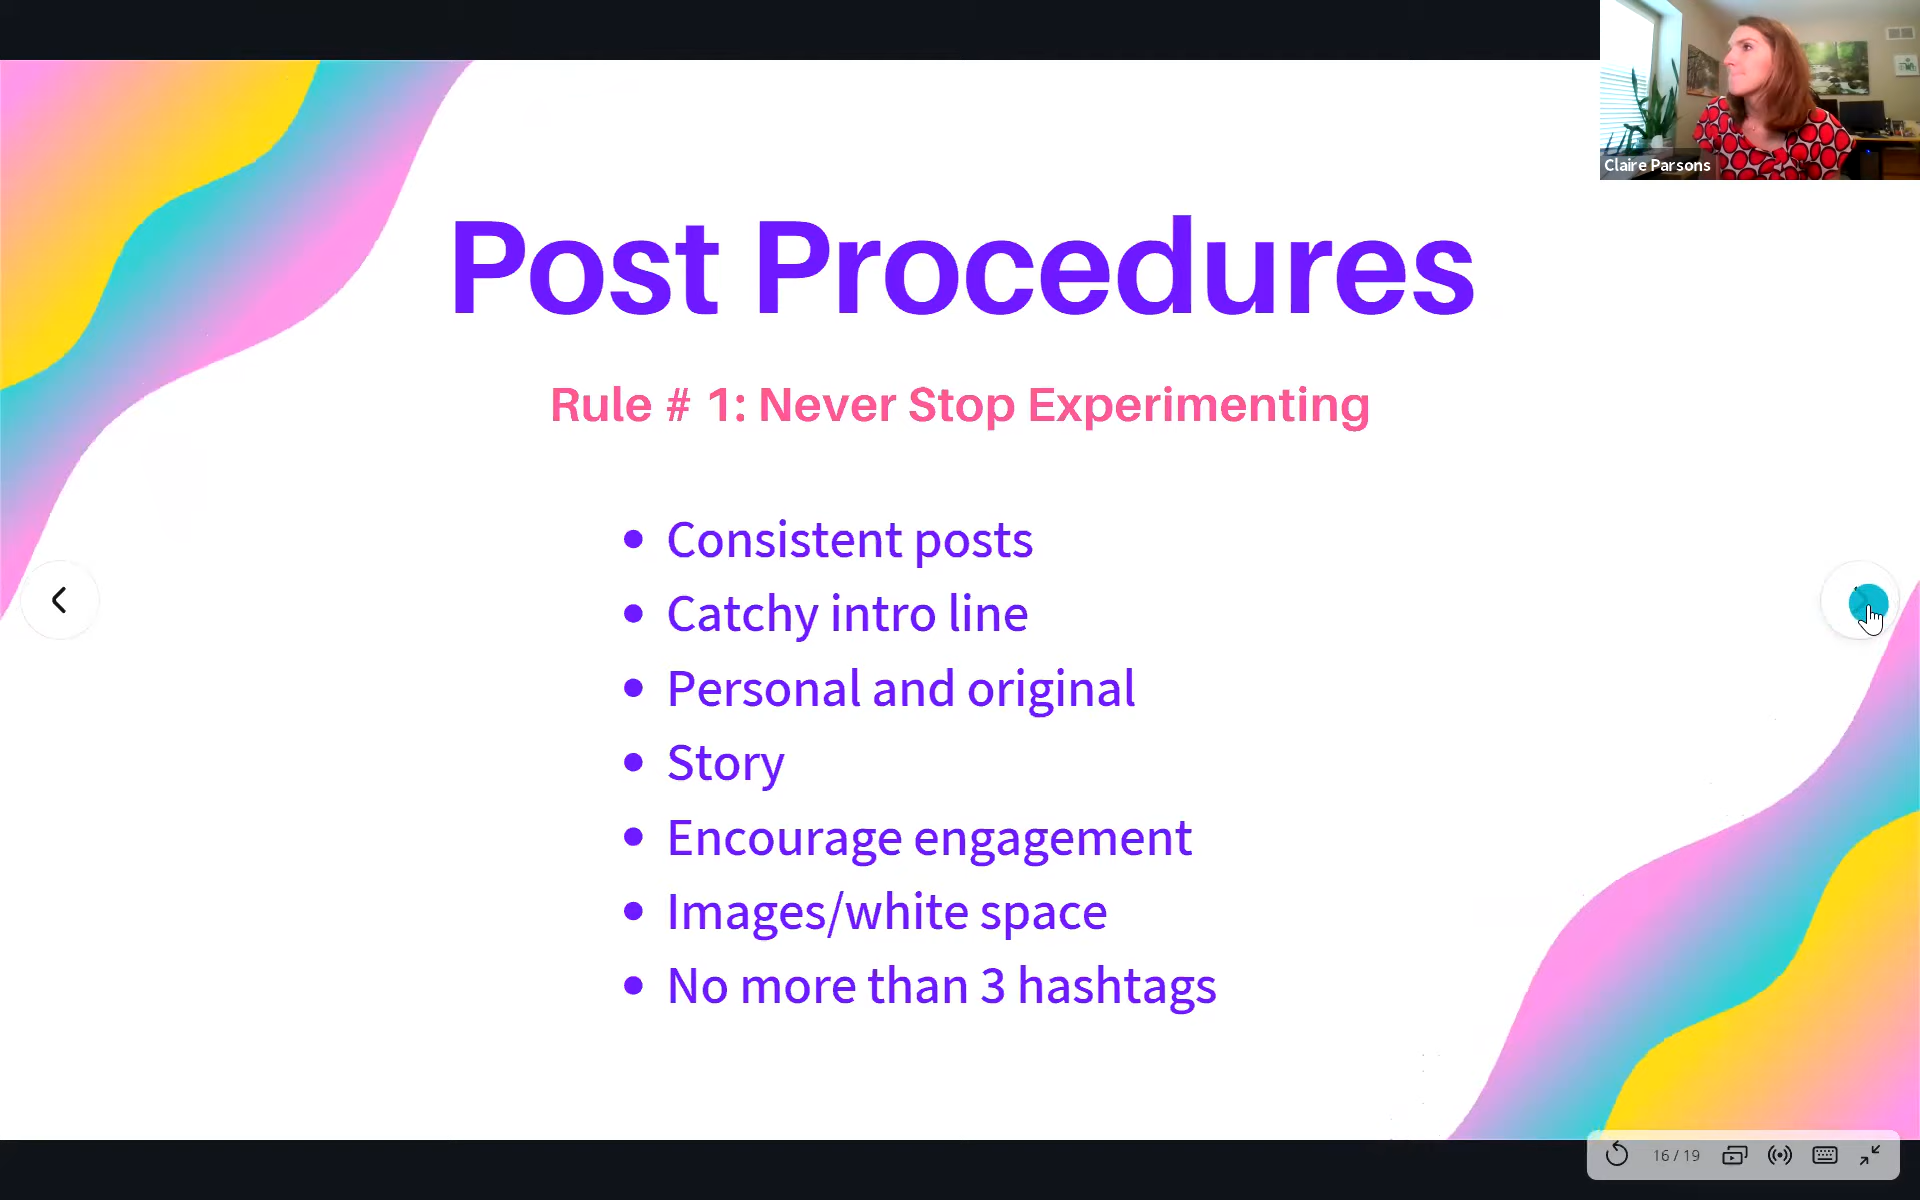 Claire Parsons
Post Procedures
Rule # 1: Never Stop Experimenting
• Consistent posts
• Catchy intro line
• Personal and original
• Story
• Encourage engagement
• Images/white space
• No more than 3 hashtags
16 / 19